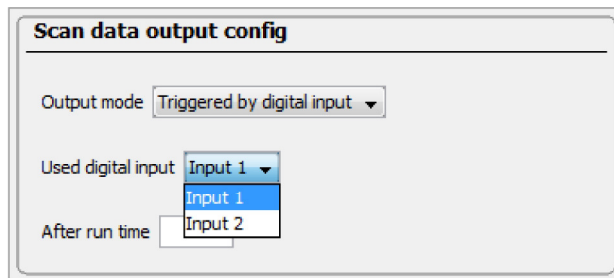 Scan data output config
Output mode Triggered by digital input
Used digital input Input 1
Input 1
Input 2
After run time